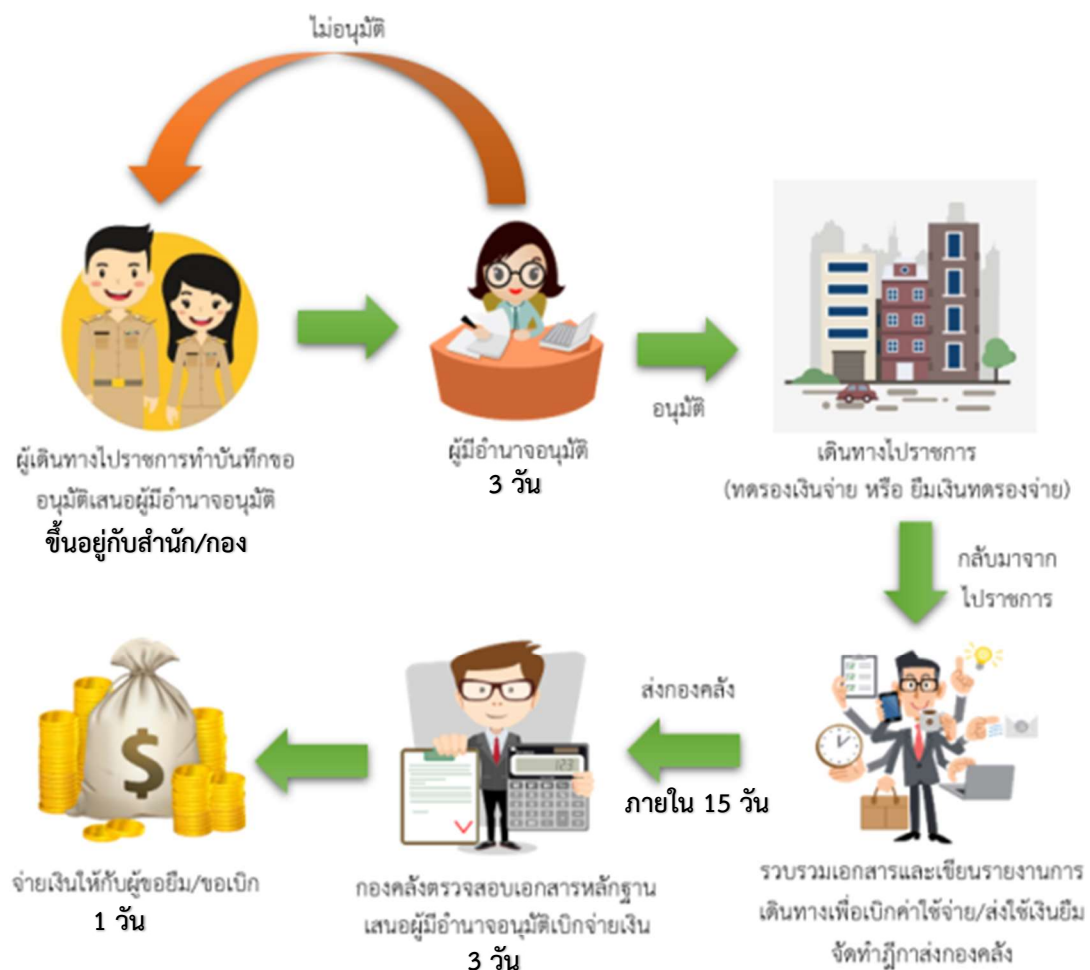 ไม่อนุมัติ
ผู้เดินทางไปราชการทำบันทึกขอ
อนุมัติเสนอผู้มีอำนาจอนุมัติ
ขึ้นอยู่กับสำนัก/กอง
ผู้มีอำนาจอนุมัติ
3 วัน
อนุมัติ
เดินทางไปราชการ
(ทดรองเงินจ่าย หรือ ยืมเงินทดรองจ่าย)
กลับมาจาก
ไปราชการ
รวบรวมเอกสารและเขียนรายงานการ
เดินทางเพื่อเบิกค่าใช้จ่าย/ส่งใช้เงินยืม
จัดทำฎีกาส่งกองคลัง
ส่งกองคลัง
ภายใน 15 วัน
123
กองคลังตรวจสอบเอกสารหลักฐาน
เสนอผู้มีอำนาจอนุมัติเบิกจ่ายเงิน
3 วัน
$
จ่ายเงินให้กับผู้ขอยืม/ขอเบิก
1 วัน